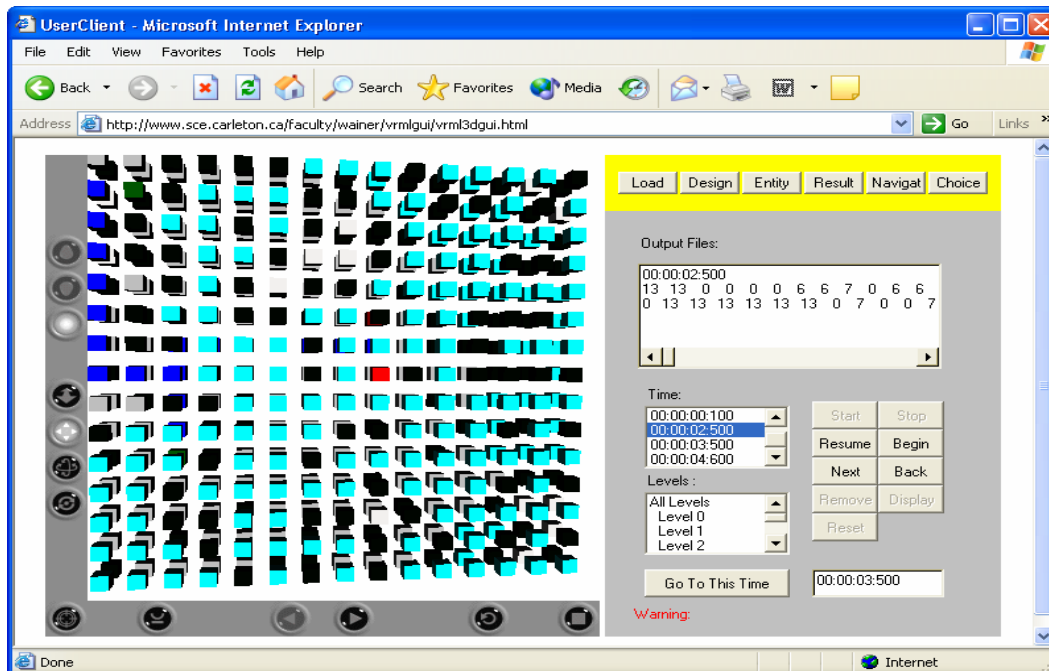 UserClient - Microsoft Internet Explorer
File Edit View Favorites Tools Help
Back Search Favorites Media
Address http://www.sce.carleton.ca/faculty/wainer/vrmlgui/vrml3dgui.html Go Links »
Load Design Entity Result Navigat Choice
Output Files:
00:00:02:500
13 13 0 0 0 0 6 6 7 0 6 6
0 13 13 13 13 13 13 0 7 0 0 7
Time:
00:00:00:100
00:00:02:500
00:00:03:500
00:00:04:600
Start Stop
Resume Begin
Next Back
Remove Display
Reset
Levels :
All Levels
Level 0
Level 1
Level 2
Go To This Time 00:00:03:500
Warning:
Done Internet